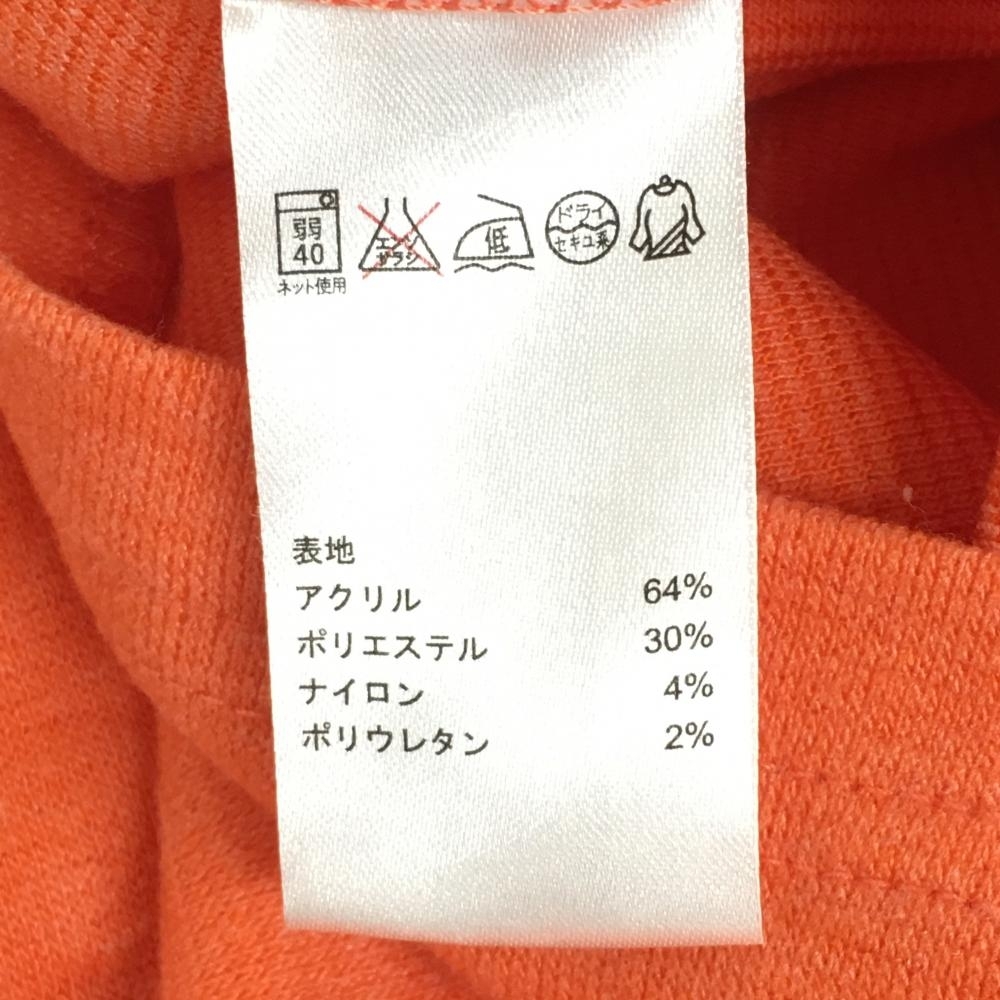 弱
40
ネット使用
エンソ
サラシ
低
ドライ
セキユ系
表地
アクリル 64%
ポリエステル 30%
ナイロン 4%
ポリウレタン 2%